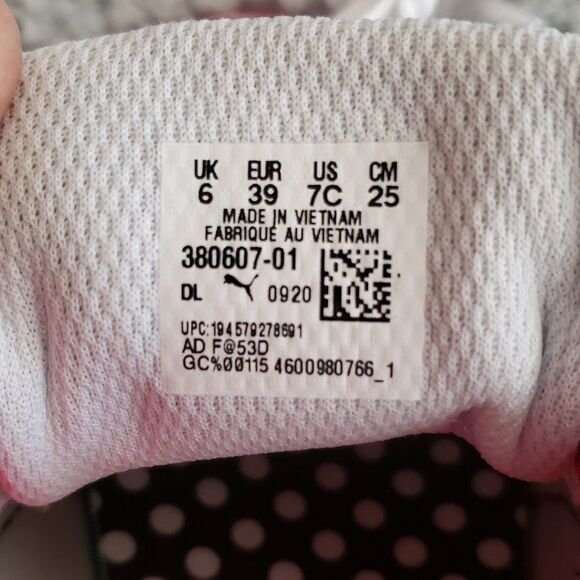 UK EUR US CM
6 39 7C 25
MADE IN VIETNAM
FABRIQUÉ AU VIETNAM
380607-01
DL 0920
UPC:194579278691
AD F@53D
GC%00115 4600980766_1